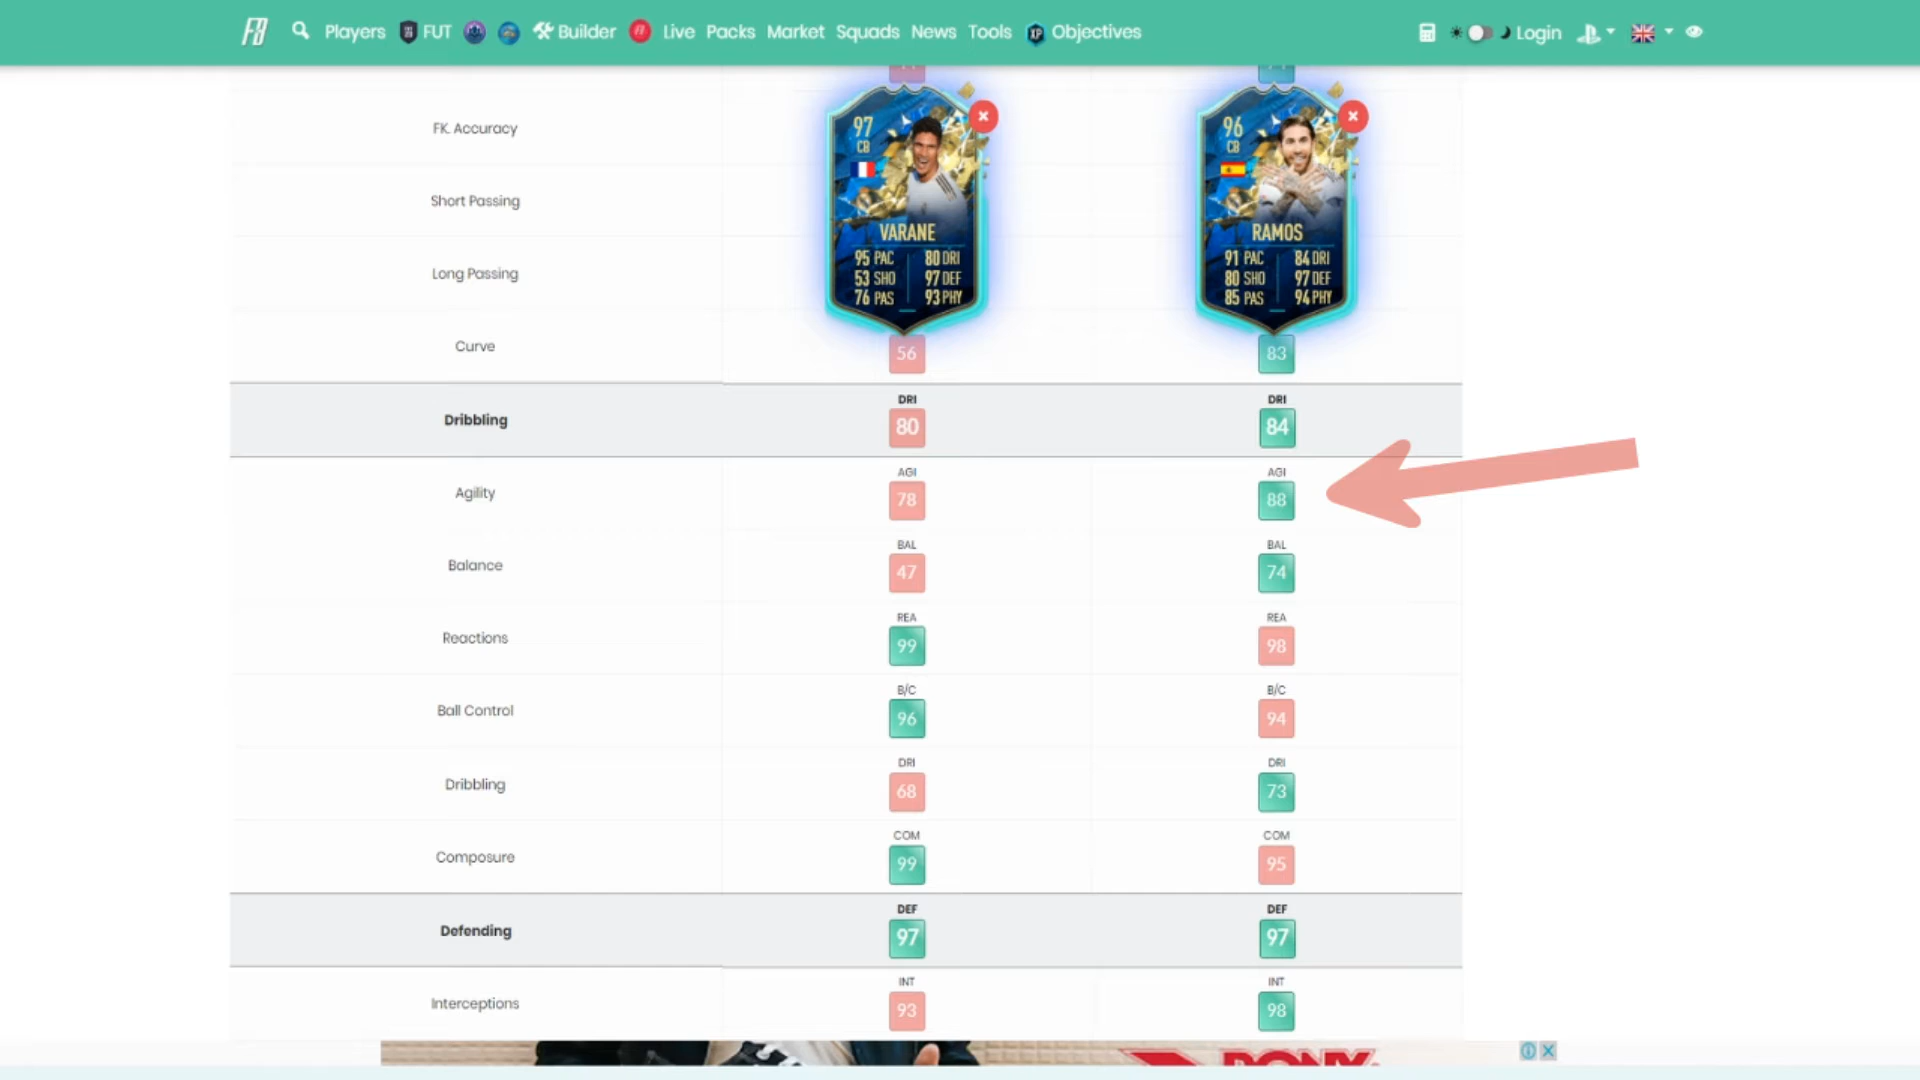 Players FUT Builder Live Packs Market Squads News Tools Objectives Login
FK. Accuracy
Short Passing
Long Passing
Curve
97
CB
VARANE
95 PAC 80 DRI
53 SHO 97 DEF
76 PAS 93 PHY
96
CB
RAMOS
91 PAC 84 DRI
80 SHO 97 DEF
85 PAS 94 PHY
56 83
DRI DRI
Dribbling 80 84
AGI AGI
Agility 78 88
BAL BAL
Balance 47 74
REA REA
Reactions 99 98
B/C B/C
Ball Control 96 94
DRI DRI
Dribbling 68 73
COM COM
Composure 99 95
DEF DEF
Defending 97 97
INT INT
Interceptions 93 98
PONY